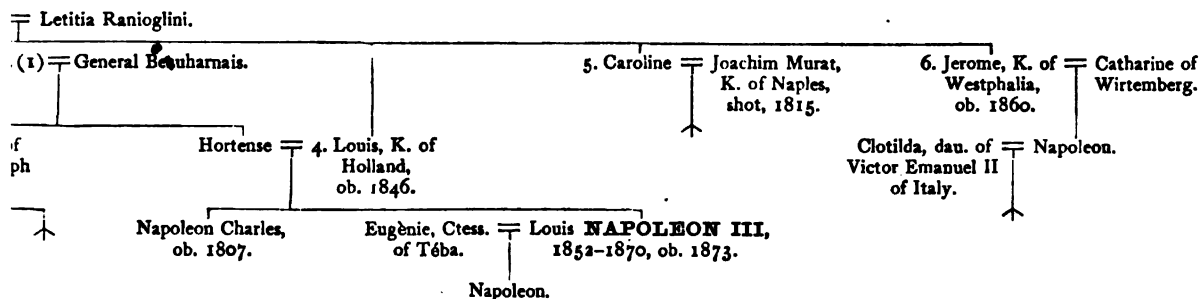 Letitia Ranioglini.
(1) = General Beauharnais.
5. Caroline = Joachim Murat,
K. of Naples,
shot, 1815.
6. Jerome, K. of = Catharine of
Westphalia, Wirtemberg.
ob. 1860.
of
ph
Hortense = 4. Louis, K. of
Holland,
ob. 1846.
Clotilda, dau. of = Napoleon.
Victor Emanuel II
of Italy.
Napoleon Charles,
ob. 1807.
Eugènie, Ctess. = Louis NAPOLEON III,
of Téba. 1852–1870, ob. 1873.
Napoleon.